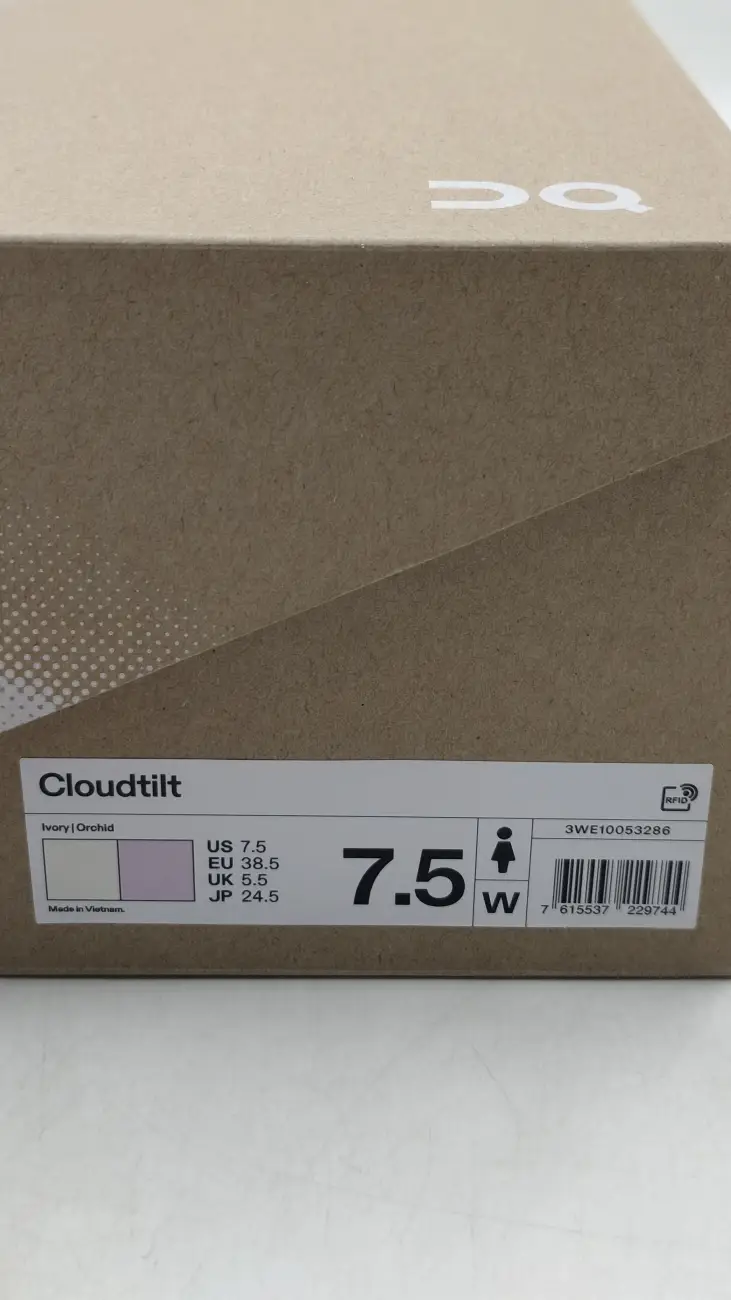 On
Cloudtilt
RFID
Ivory | Orchid
US 7.5
EU 38.5
UK 5.5
JP 24.5
Made in Vietnam.
7.5
W
3WE10053286
7 615537 229744